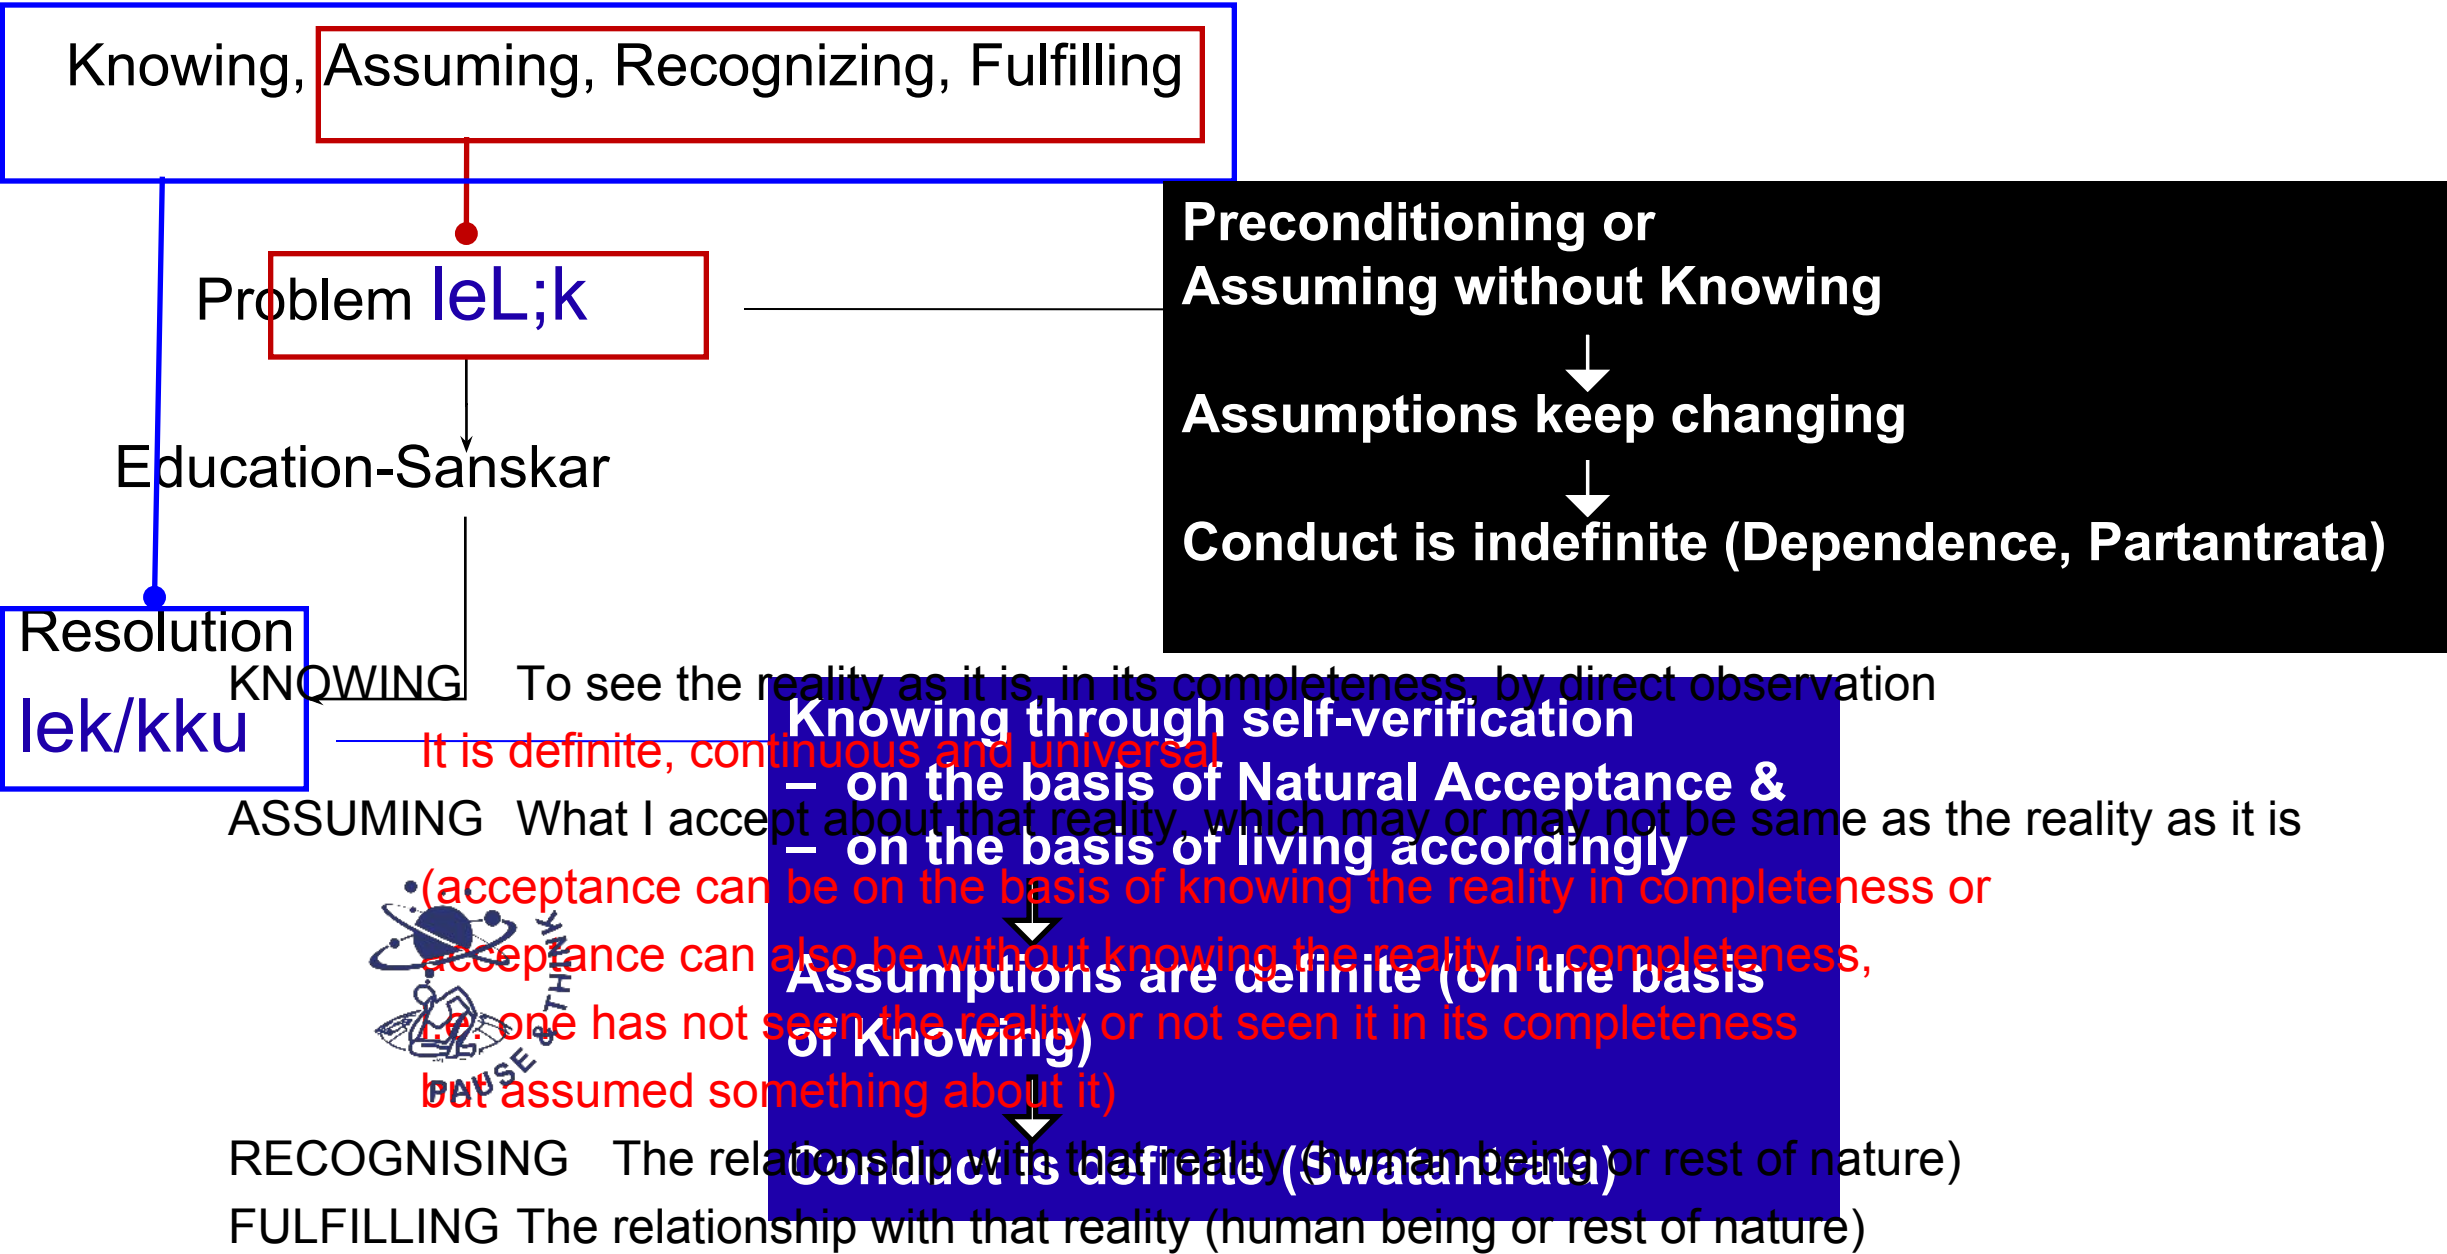 Knowing, Assuming, Recognizing, Fulfilling
Preconditioning or
Assuming without Knowing
Assumptions keep changing
Conduct is indefinite (Dependence, Partantrata)
Problem leL;k
Education-Sanskar
Resolution
lek/kku
KNOWING To see the reality as it is, in its completeness, by direct observation
It is definite, continuous and universal
ASSUMING What I accept about that reality, which may or may not be same as the reality as it is
(acceptance can be on the basis of knowing the reality in completeness or
acceptance can also be without knowing the reality in completeness,
i.e. one has not seen the reality or not seen it in its completeness
but assumed something about it)
RECOGNISING The relationship with that reality (human being or rest of nature)
FULFILLING The relationship with that reality (human being or rest of nature)
Knowing through self-verification
– on the basis of Natural Acceptance &
– on the basis of living accordingly
Assumptions are definite (on the basis
of Knowing)
Conduct is definite (Swatantrata)
PAUSE & THINK